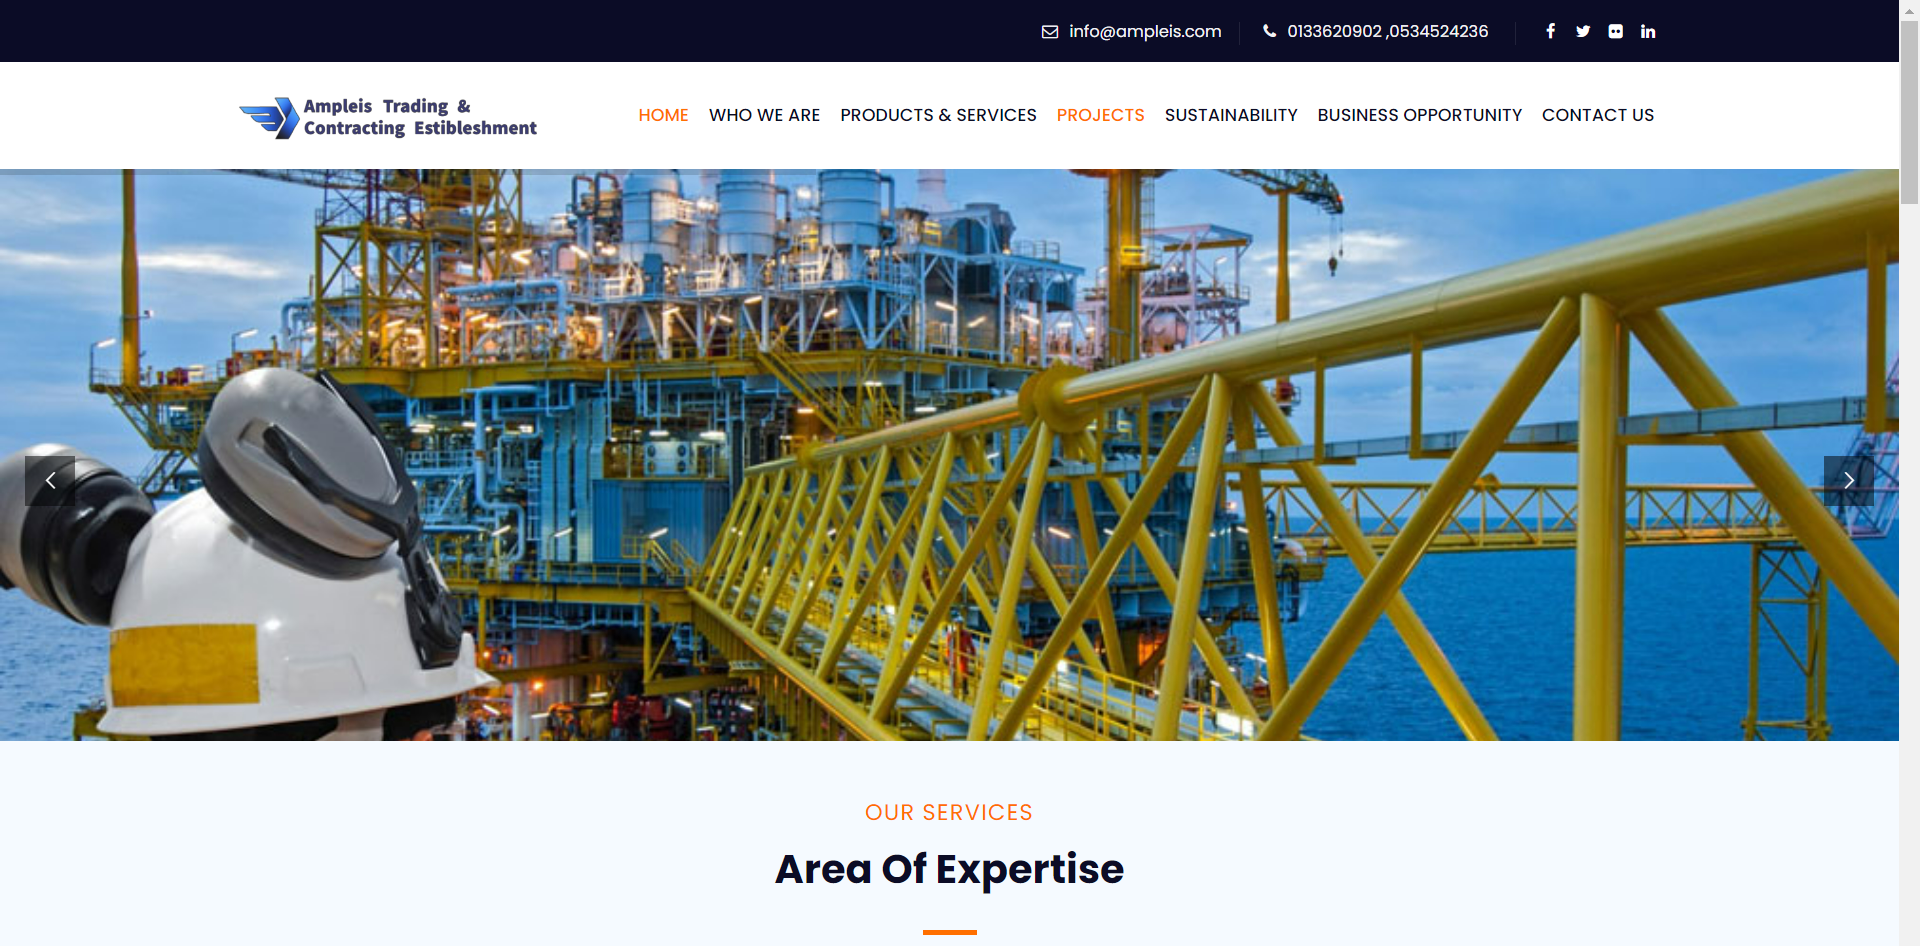 info@ampleis.com 0133620902 ,0534524236
Ampleis Trading &
Contracting Estibleshment
HOME WHO WE ARE PRODUCTS & SERVICES PROJECTS SUSTAINABILITY BUSINESS OPPORTUNITY CONTACT US
OUR SERVICES
Area Of Expertise